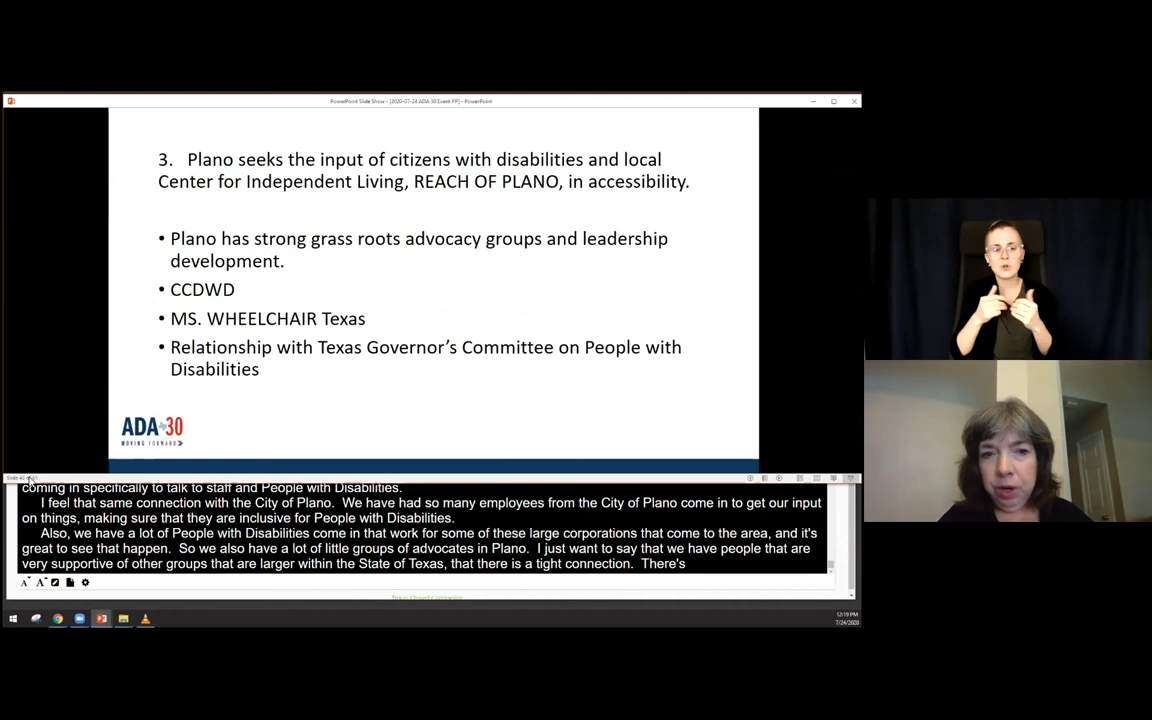 PowerPoint Slide Show - [2020-07-24 ADA 30 Event PP] - PowerPoint
3. Plano seeks the input of citizens with disabilities and local
Center for Independent Living, REACH OF PLANO, in accessibility.
• Plano has strong grass roots advocacy groups and leadership
development.
• CCDWD
• MS. WHEELCHAIR Texas
• Relationship with Texas Governor’s Committee on People with
Disabilities
ADA 30
MOVING FORWARD
coming in specifically to talk to staff and People with Disabilities.
I feel that same connection with the City of Plano. We have had so many employees from the City of Plano come in to get our input
on things, making sure that they are inclusive for People with Disabilities.
Also, we have a lot of People with Disabilities come in that work for some of these large corporations that come to the area, and it's
great to see that happen. So we also have a lot of little groups of advocates in Plano. I just want to say that we have people that are
very supportive of other groups that are larger within the State of Texas, that there is a tight connection. There's
Texas Closed Captioning
12:19 PM
7/24/2020